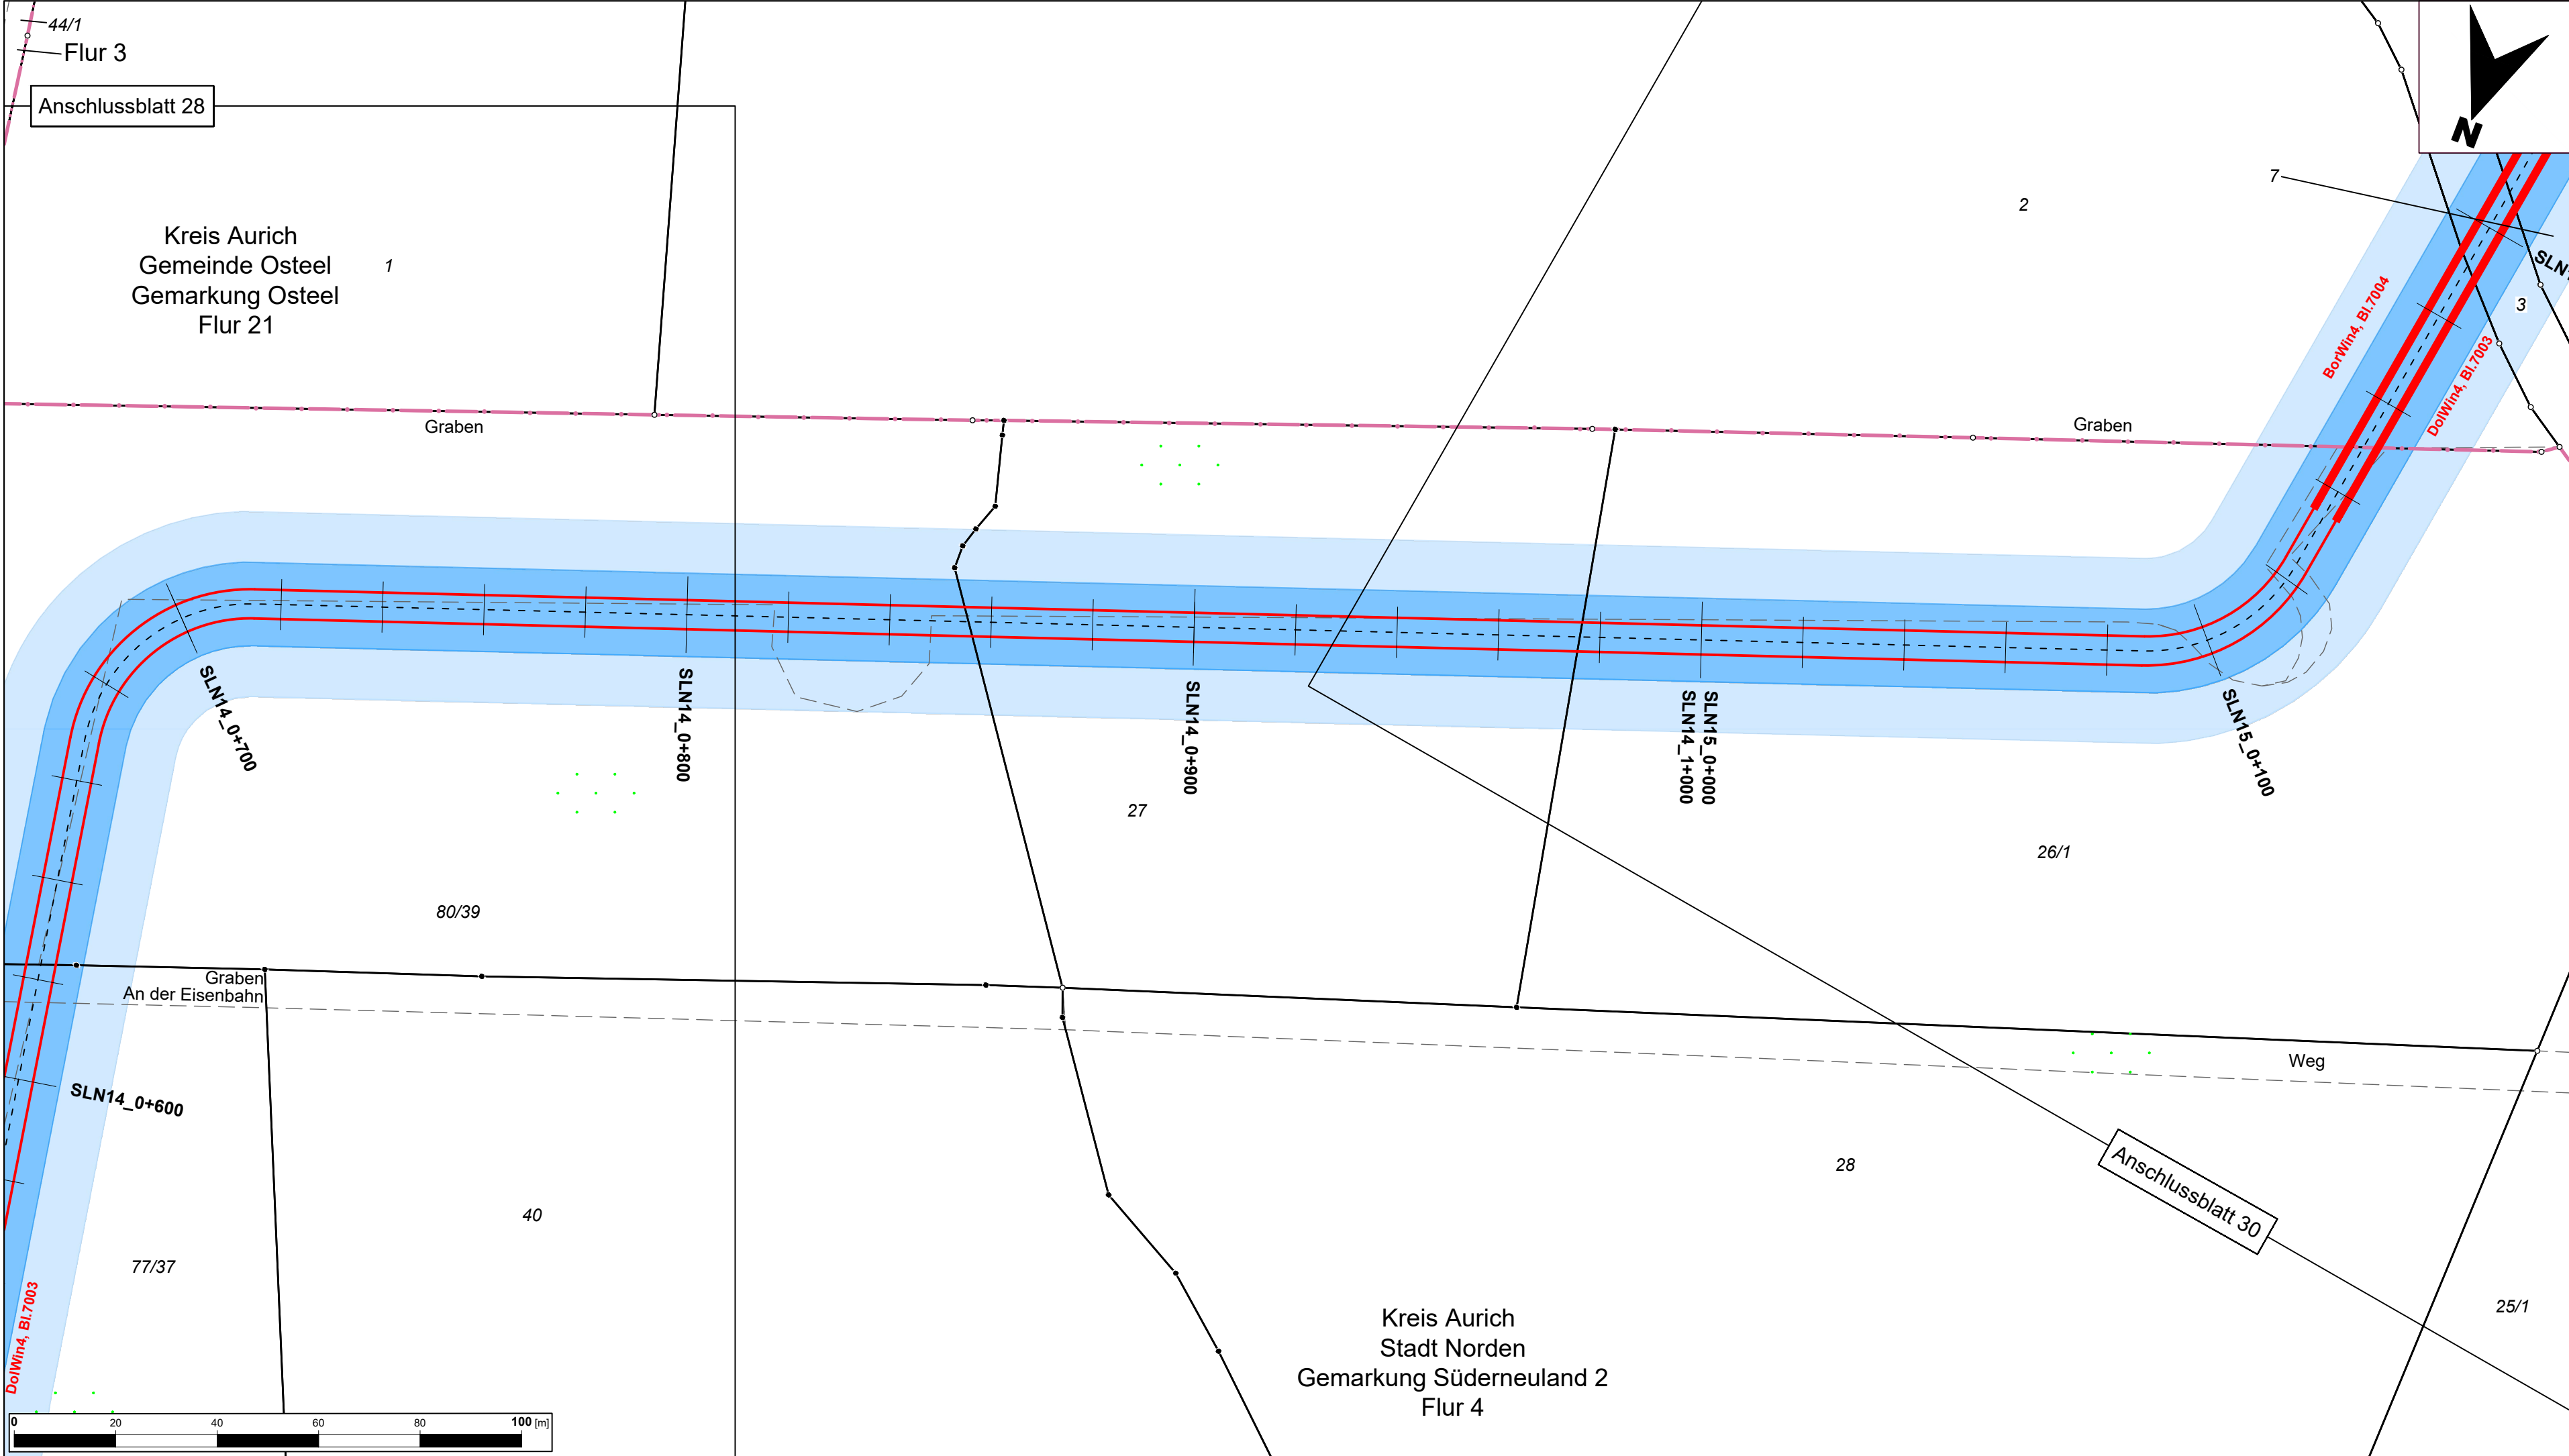 44/1
Flur 3
Anschlussblatt 28
N
7
2
Kreis Aurich
Gemeinde Osteel
Gemarkung Osteel
Flur 21
1
3
BorWin4, Bl.7004
DolWin4, Bl.7003
Graben
Graben
SLN14_0+700
SLN14_0+800
SLN14_0+900
SLN14_1+000
SLN15_0+000
SLN15_0+100
27
26/1
80/39
Graben
An der Eisenbahn
Weg
SLN14_0+600
28
Anschlussblatt 30
40
77/37
25/1
DolWin4, Bl.7003
Kreis Aurich
Stadt Norden
Gemarkung Süderneuland 2
Flur 4
0 20 40 60 80 100 [m]